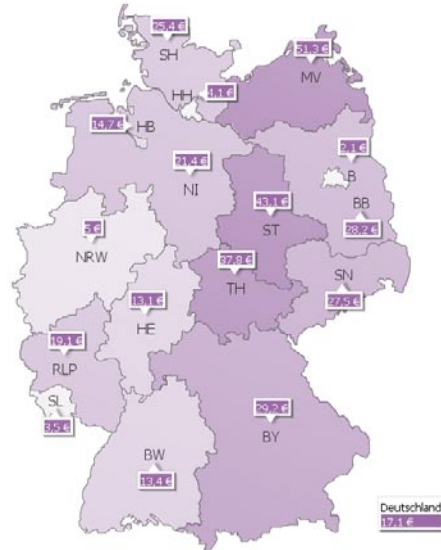 25,4 €
SH
51,3 €
MV
HH
4,1 €
14,7 €
HB
2,1 €
B
21,4 €
NI
43,1 €
ST
BB
28,2 €
5 €
NRW
37,8 €
TH
SN
27,5 €
13,1 €
HE
19,1 €
RLP
SL
3,5 €
29,2 €
BY
BW
13,4 €
Deutschland
17,1 €